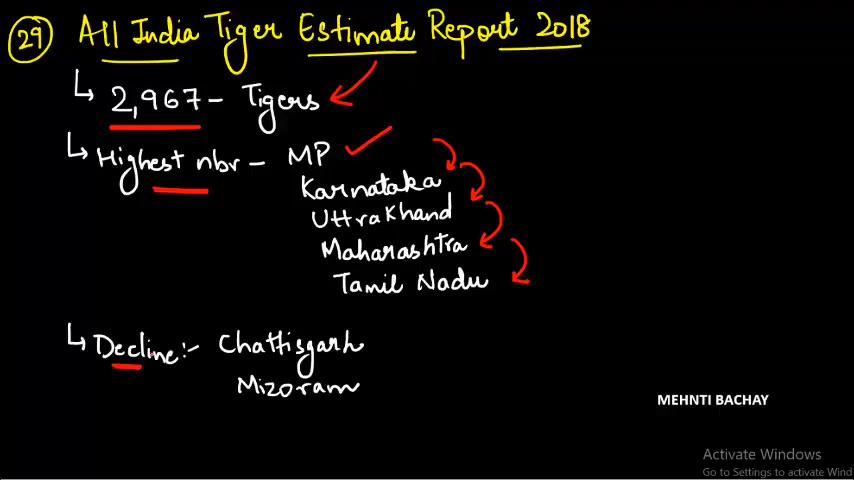 29 All India Tiger Estimate Report 2018
↳ 2,967 - Tigers
↳ Highest nbr - MP
Karnataka
Uttrakhand
Maharashtra
Tamil Nadu
↳ Decline:- Chattisgarh
Mizoram
MEHNTI BACHAY
Activate Windows
Go to Settings to activate Wind